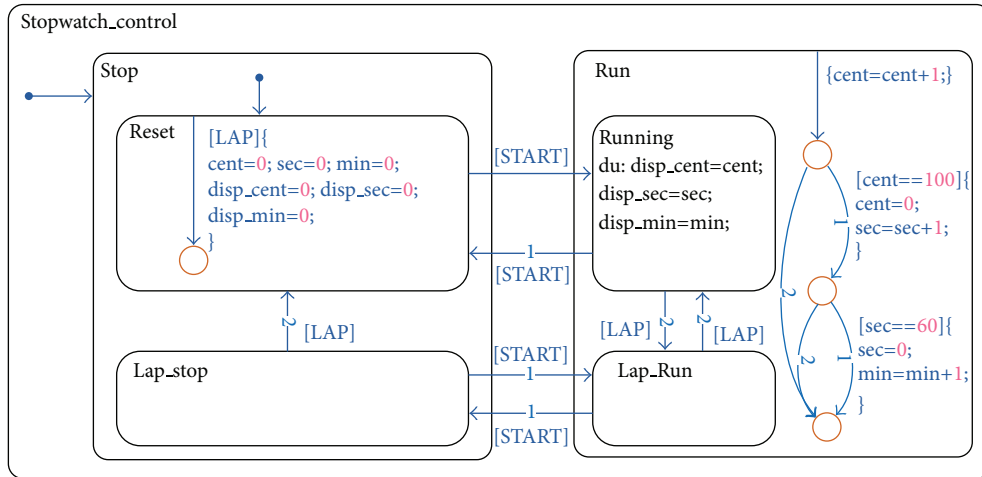 Stopwatch_control
Stop
Reset
[LAP]{
cent=0; sec=0; min=0;
disp_cent=0; disp_sec=0;
disp_min=0;
}
2
[LAP]
Lap_stop
[START]
1
[START]
[START]
1
1
[START]
Run
{cent=cent+1;}
Running
du: disp_cent=cent;
disp_sec=sec;
disp_min=min;
[LAP]
2
2
[LAP]
Lap_Run
[cent==100]{
cent=0;
sec=sec+1;
}
1
2
[sec==60]{
sec=0;
min=min+1;
}
1
2